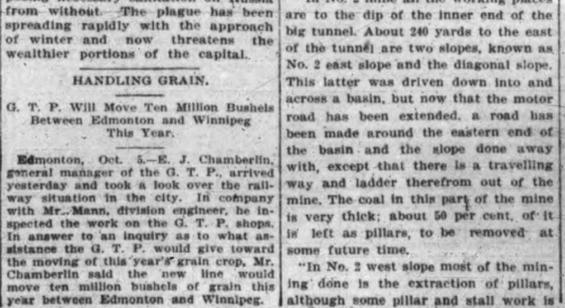 from without. The plague has been
spreading rapidly with the approach
of winter and now threatens the
wealthier portions of the capital.
HANDLING GRAIN.
G. T. P. Will Move Ten Million Bushels
Between Edmonton and Winnipeg
This Year.
Edmonton, Oct. 5.—E. J. Chamberlin,
general manager of the G. T. P., arrived
yesterday and took a look over the rail-
way situation in the city. In company
with Mr. Mann, division engineer, he in-
spected the work on the G. T. P. shops.
In answer to an inquiry as to what as-
sistance the G. T. P. would give toward
the moving of this year's grain crop, Mr.
Chamberlin said the new line would
move ten million bushels of grain this
year between Edmonton and Winnipeg.
are to the dip of the inner end of the
big tunnel. About 240 yards to the east
of the tunnel are two slopes, known as
No. 2 east slope and the diagonal slope.
This latter was driven down into and
across a basin, but now that the motor
road has been extended, a road has
been made around the eastern end of
the basin and the slope done away
with, except that there is a travelling
way and ladder therefrom out of the
mine. The coal in this part of the mine
is very thick; about 50 per cent. of it
is left as pillars, to be removed at
some future time.
"In No. 2 west slope most of the min-
ing done is the extraction of pillars,
although some pillar and stall work is